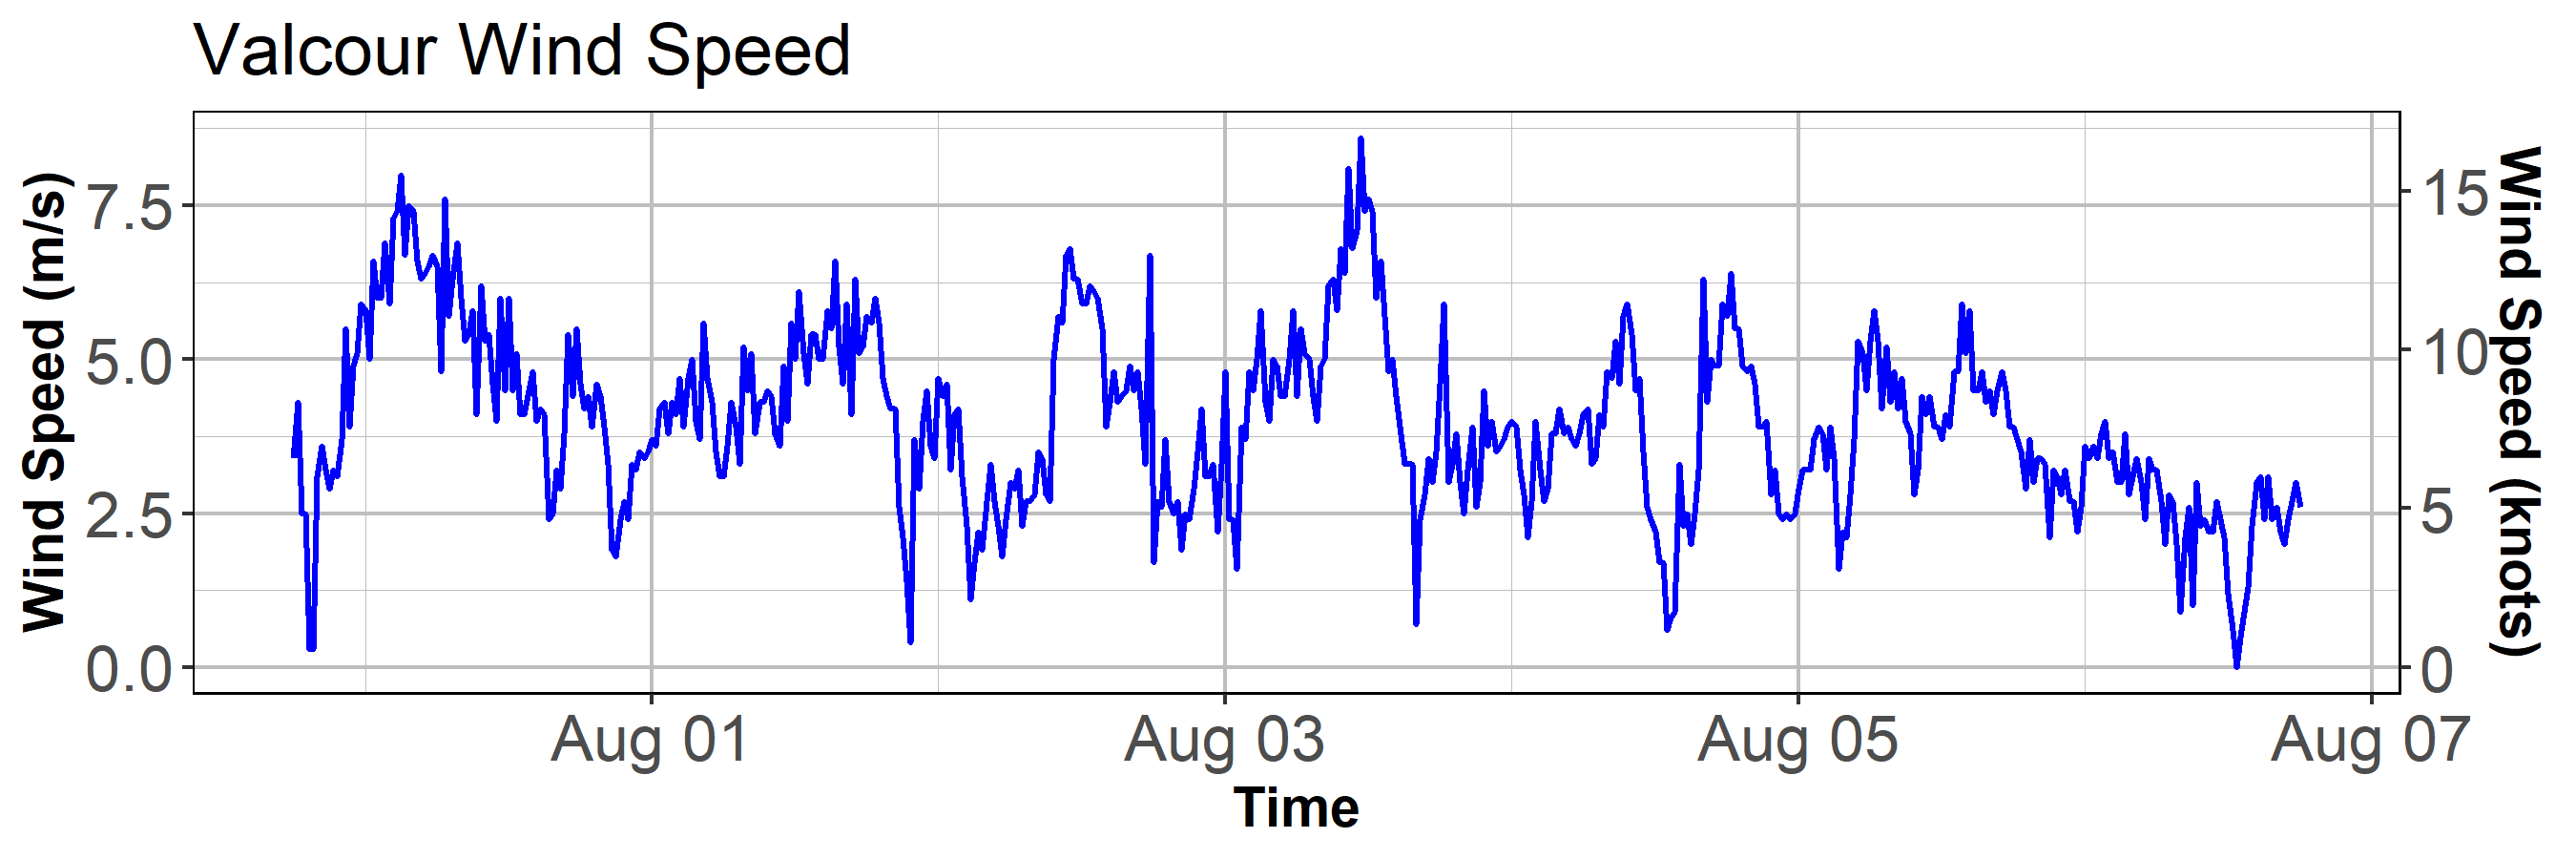 Valcour Wind Speed
Wind Speed (m/s)
7.5
5.0
2.5
0.0
15
10
5
0
Wind Speed (knots)
Aug 01
Aug 03
Aug 05
Aug 07
Time